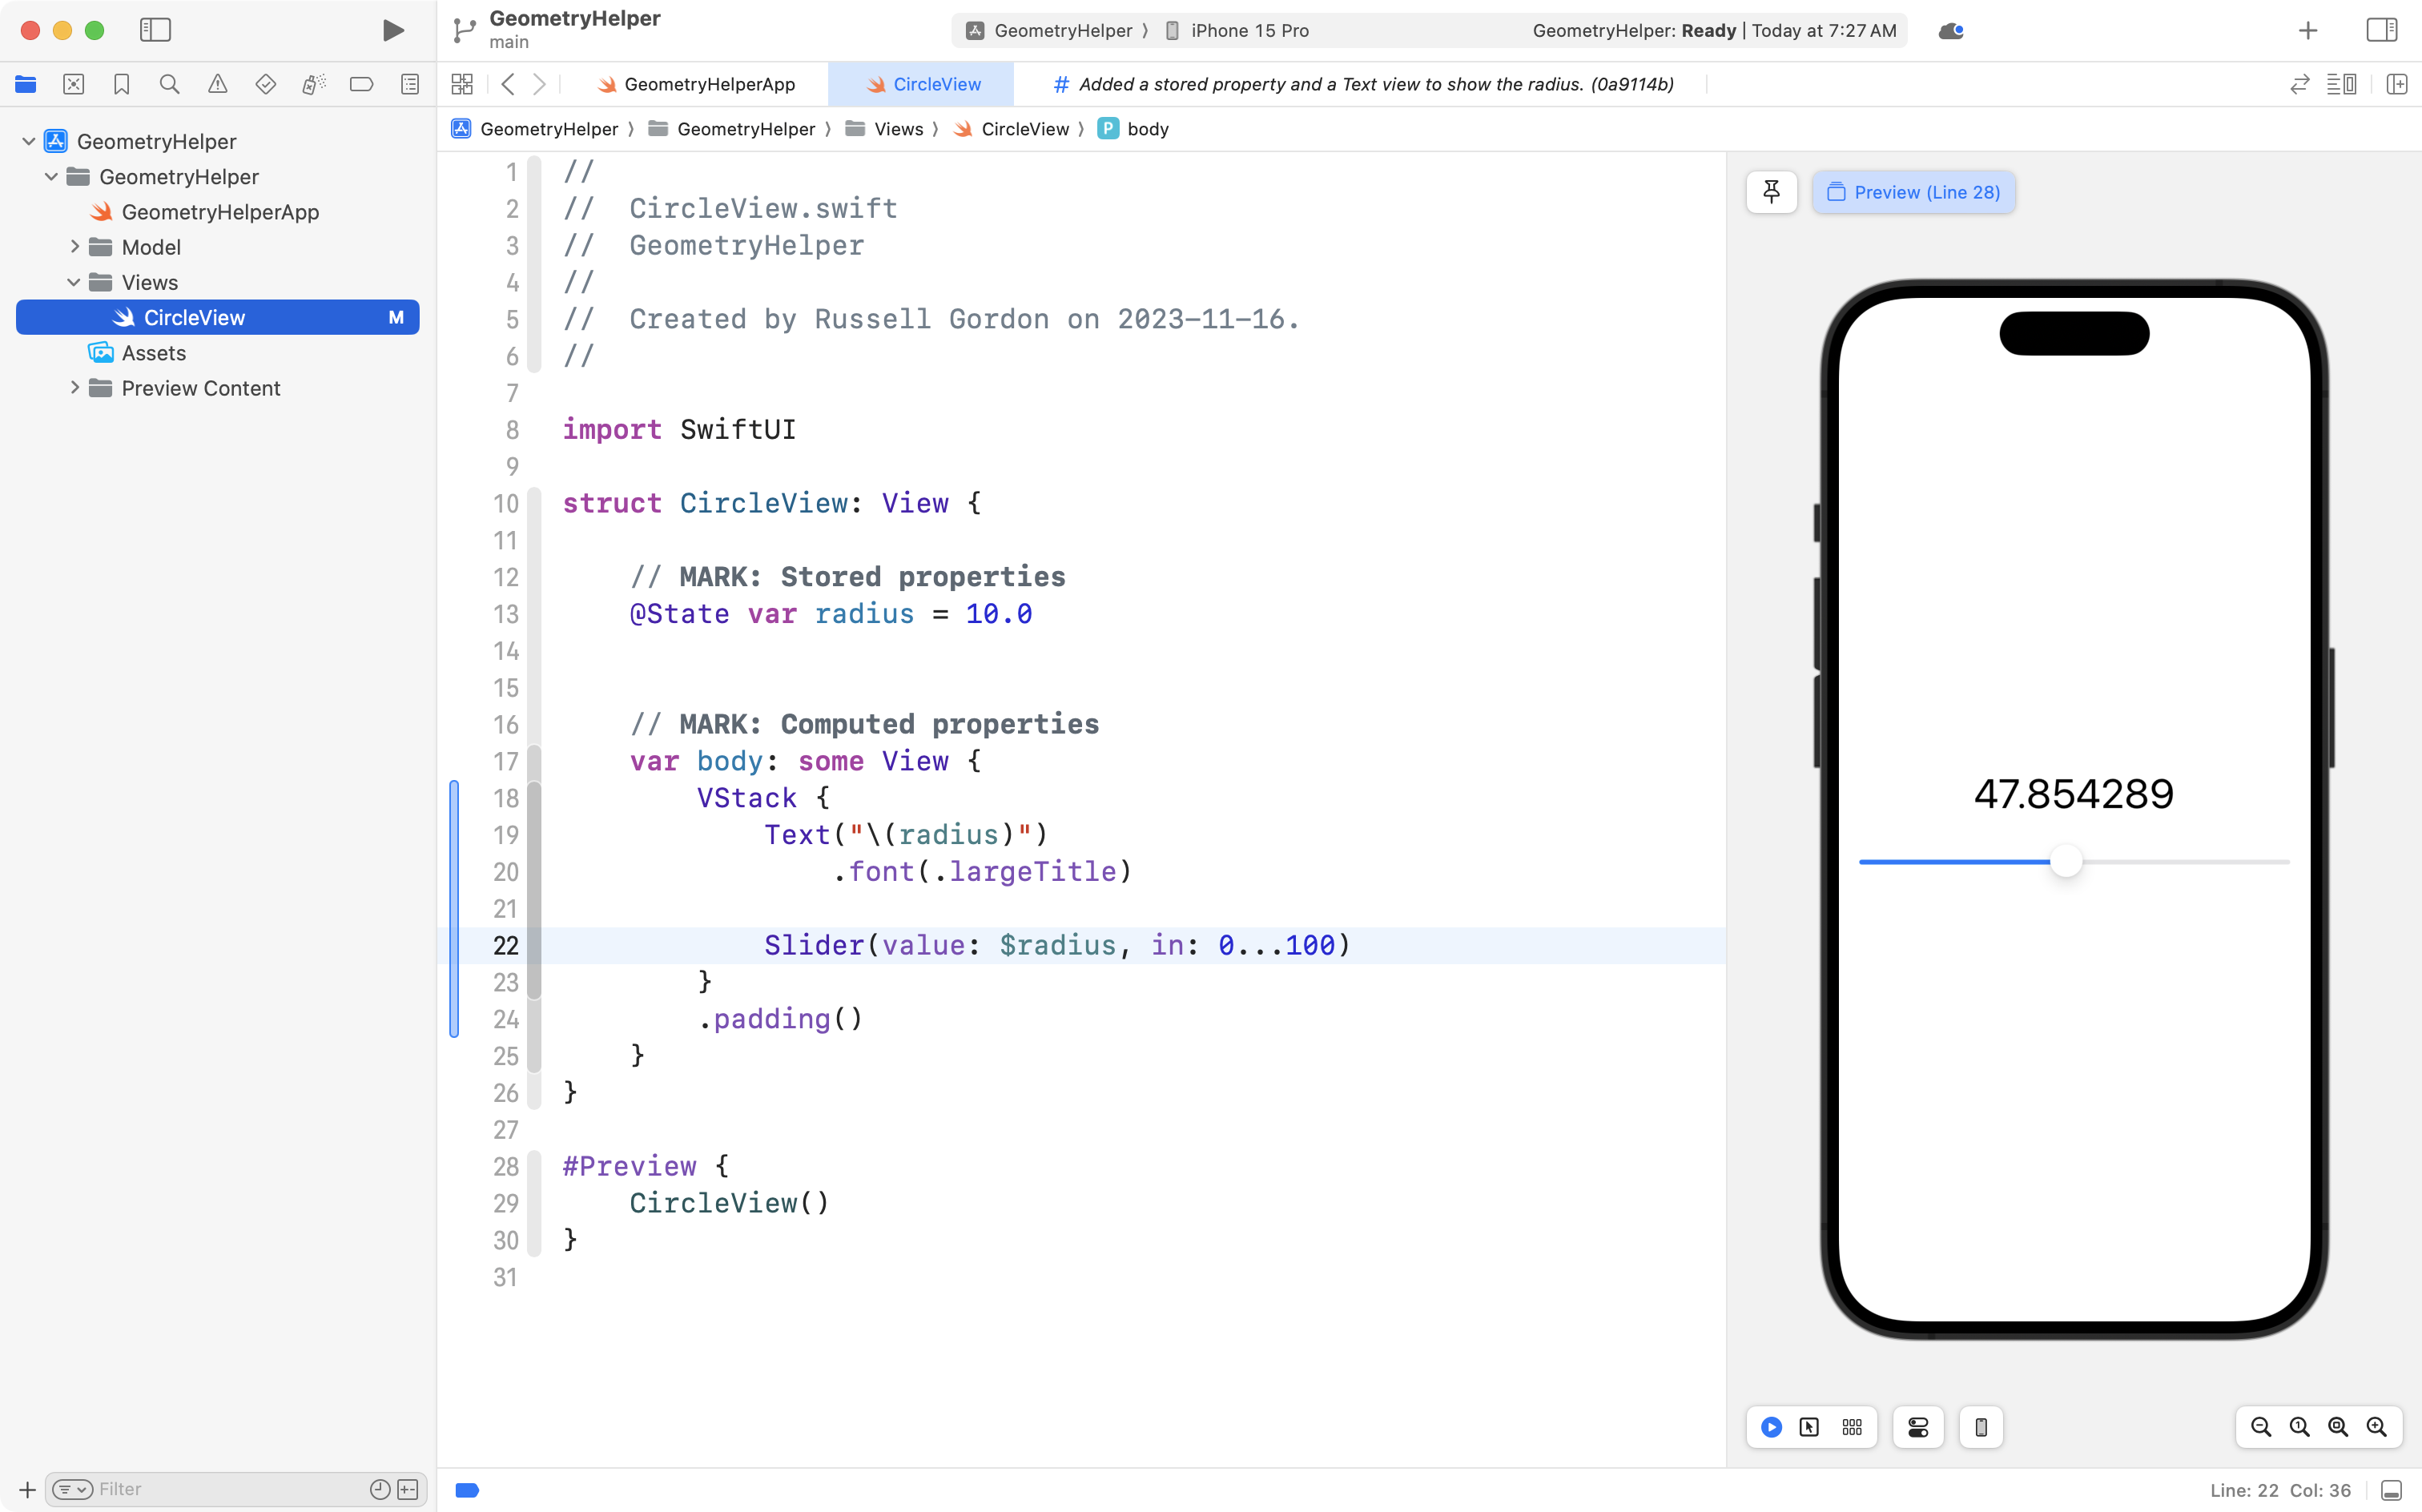 GeometryHelper
main
GeometryHelper
iPhone 15 Pro
GeometryHelper: Ready | Today at 7:27 AM
GeometryHelperApp
CircleView
# Added a stored property and a Text view to show the radius. (0a9114b)
GeometryHelper
GeometryHelper
Views
CircleView
P
body
GeometryHelper
GeometryHelper
GeometryHelperApp
Model
Views
CircleView
M
Assets
Preview Content
Filter
1 //
2 //  CircleView.swift
3 //  GeometryHelper
4 //
5 //  Created by Russell Gordon on 2023-11-16.
6 //
7
8 import SwiftUI
9
10 struct CircleView: View {
11
12     // MARK: Stored properties
13     @State var radius = 10.0
14
15
16     // MARK: Computed properties
17     var body: some View {
18         VStack {
19             Text("\(radius)")
20                 .font(.largeTitle)
21
22             Slider(value: $radius, in: 0...100)
23         }
24         .padding()
25     }
26 }
27
28 #Preview {
29     CircleView()
30 }
31
Preview (Line 28)
47.854289
Line: 22 Col: 36